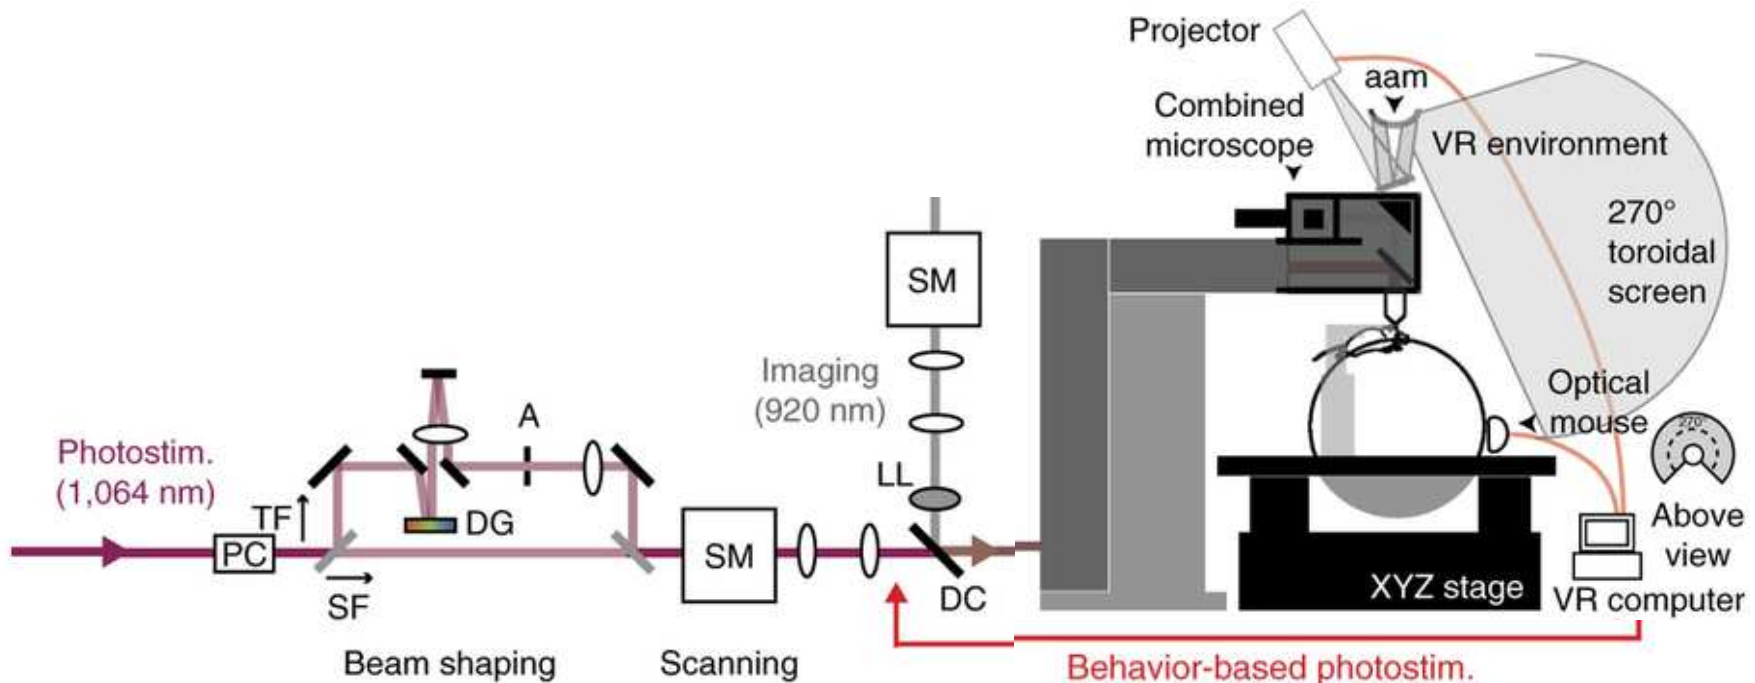 Projector
aam
Combined
microscope
VR environment
270°
toroidal
screen
SM
Imaging
(920 nm)
Optical
mouse
A
Photostim.
(1,064 nm)
LL
270°
TF
DG
PC
SM
SF
DC
Above
view
XYZ stage
VR computer
Beam shaping
Scanning
Behavior-based photostim.